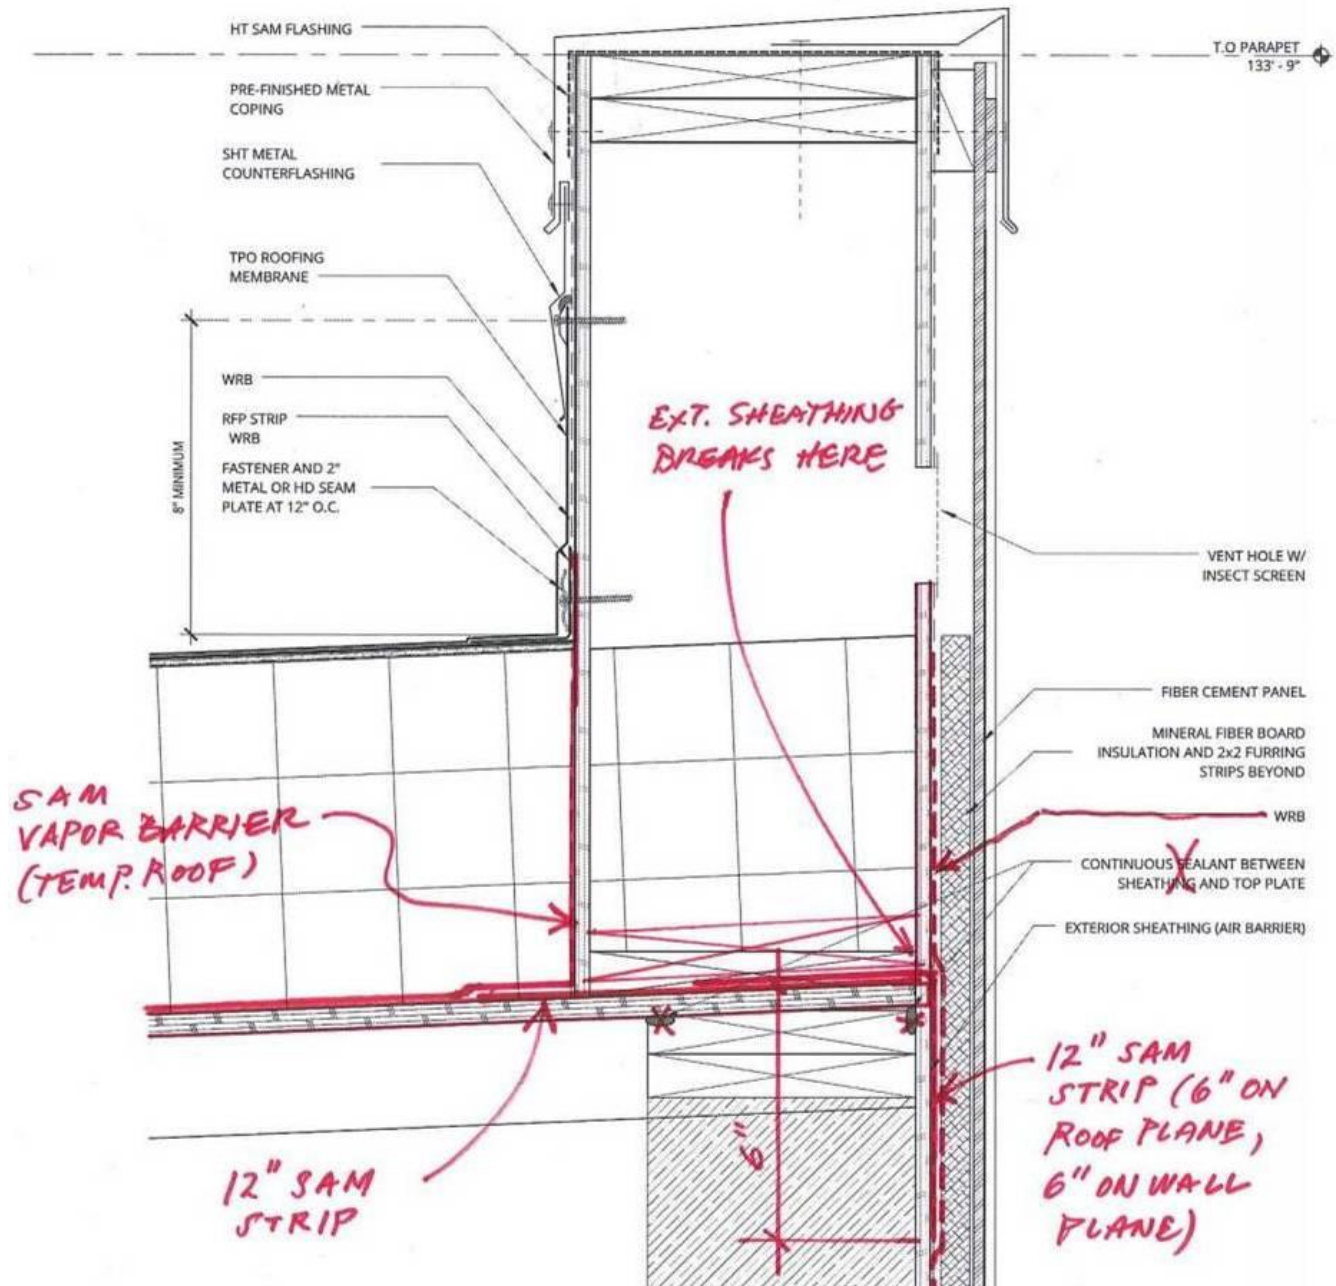 HT SAM FLASHING
T.O PARAPET
133' - 9"
PRE-FINISHED METAL
COPING
SHT METAL
COUNTERFLASHING
TPO ROOFING
MEMBRANE
8" MINIMUM
WRB
RFP STRIP
WRB
FASTENER AND 2"
METAL OR HD SEAM
PLATE AT 12" O.C.
EXT. SHEATHING
BREAKS HERE
VENT HOLE W/
INSECT SCREEN
FIBER CEMENT PANEL
MINERAL FIBER BOARD
INSULATION AND 2x2 FURRING
STRIPS BEYOND
WRB
CONTINUOUS SEALANT BETWEEN
SHEATHING AND TOP PLATE
EXTERIOR SHEATHING (AIR BARRIER)
SAM
VAPOR BARRIER
(TEMP. ROOF)
12" SAM
STRIP
6"
12" SAM
STRIP (6" ON
ROOF PLANE,
6" ON WALL
PLANE)